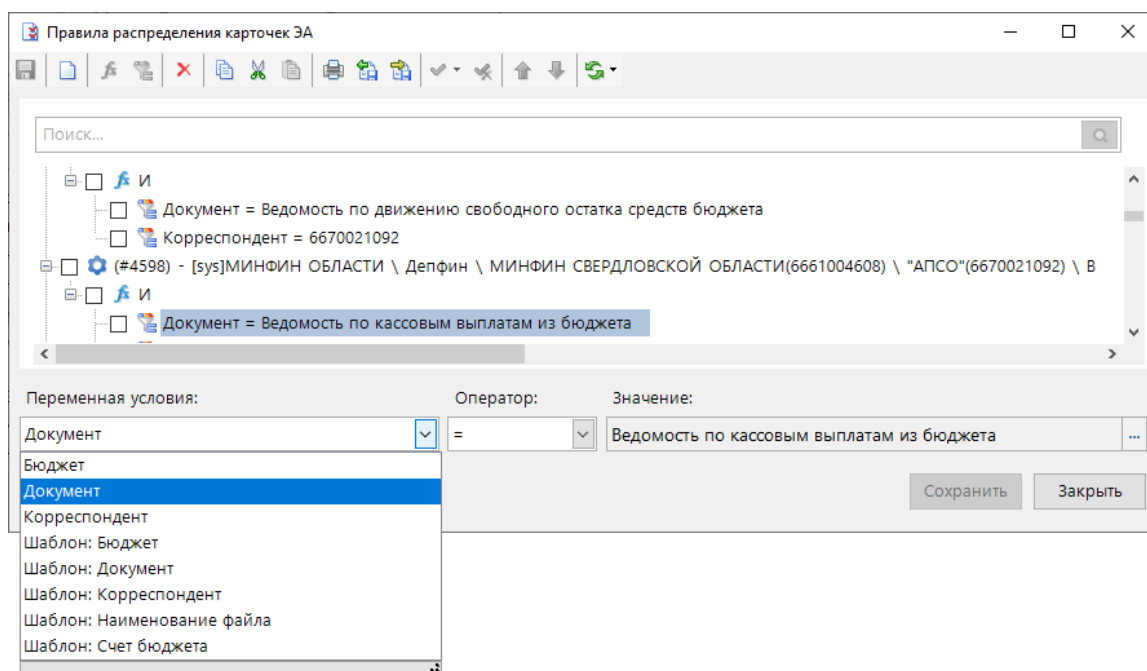 Правила распределения карточек ЭА
Поиск...
И
Документ = Ведомость по движению свободного остатка средств бюджета
Корреспондент = 6670021092
(#4598) - [sys]МИНФИН ОБЛАСТИ \ Депфин \ МИНФИН СВЕРДЛОВСКОЙ ОБЛАСТИ(6661004608) \ "АПСО"(6670021092) \ В
И
Документ = Ведомость по кассовым выплатам из бюджета
Переменная условия: Оператор: Значение:
Документ = Ведомость по кассовым выплатам из бюджета ...
Бюджет
Документ
Сохранить Закрыть
Корреспондент
Шаблон: Бюджет
Шаблон: Документ
Шаблон: Корреспондент
Шаблон: Наименование файла
Шаблон: Счет бюджета